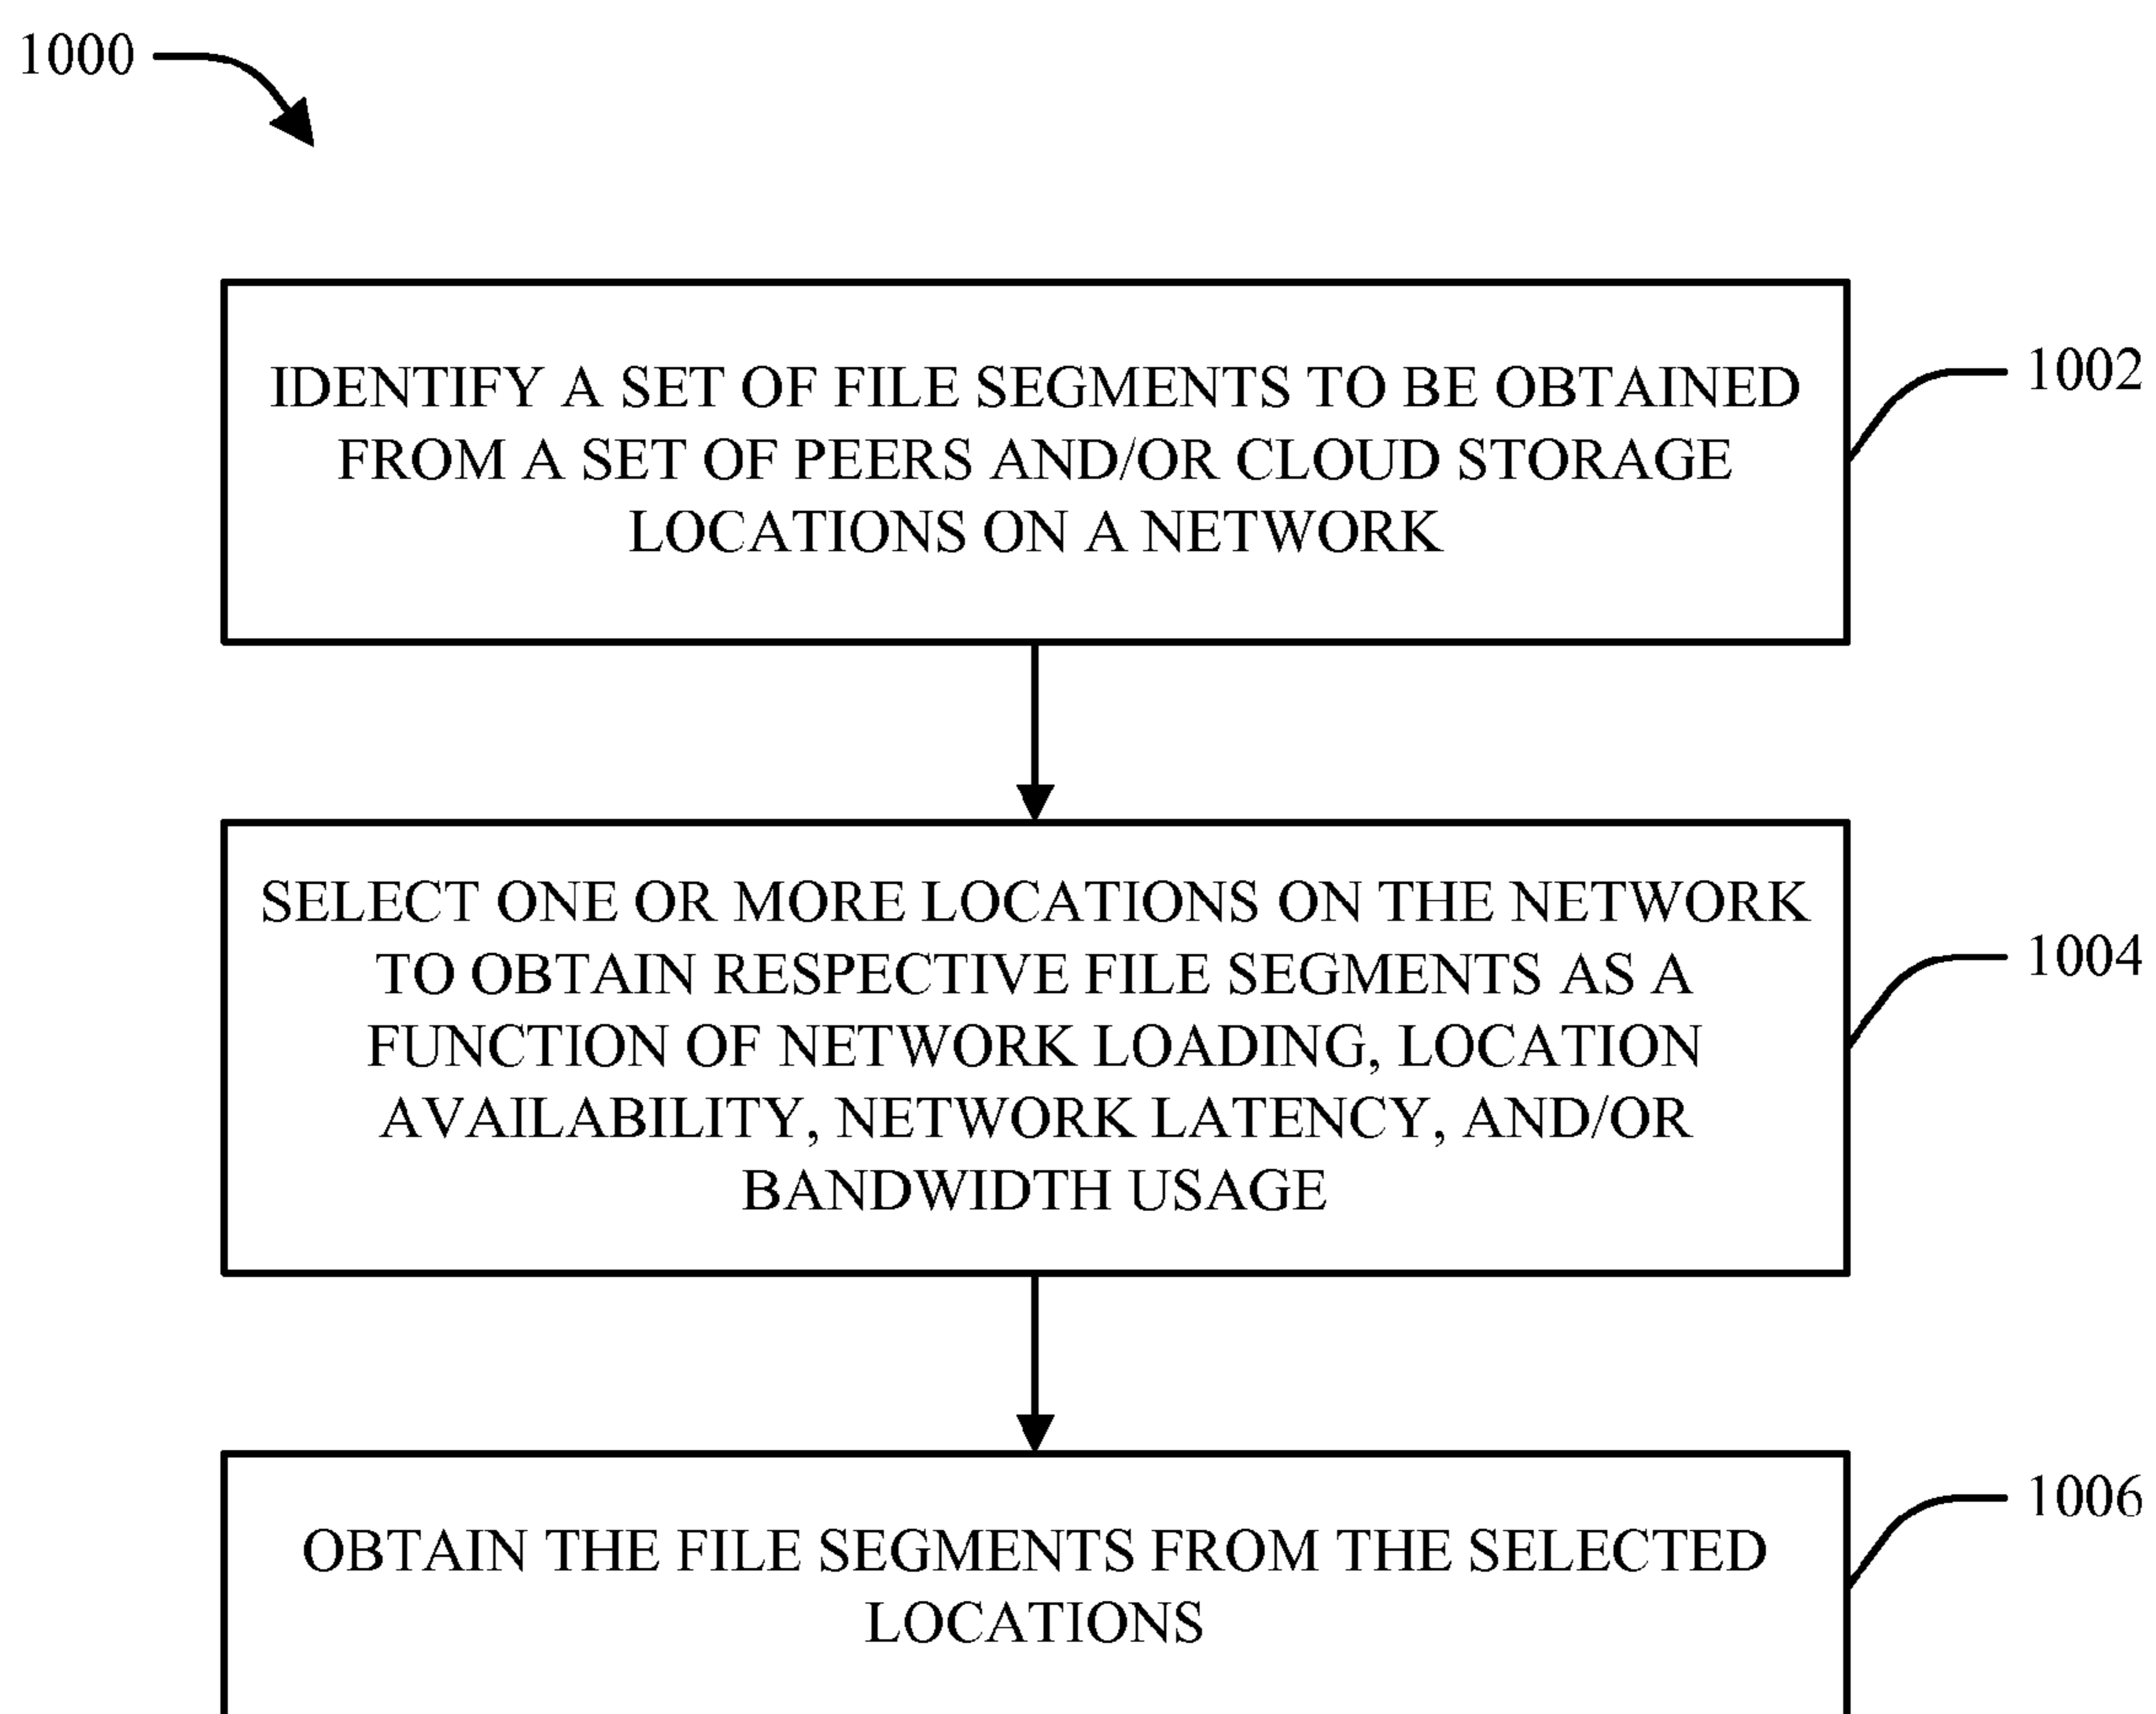 1000
IDENTIFY A SET OF FILE SEGMENTS TO BE OBTAINED
FROM A SET OF PEERS AND/OR CLOUD STORAGE
LOCATIONS ON A NETWORK
1002
SELECT ONE OR MORE LOCATIONS ON THE NETWORK
TO OBTAIN RESPECTIVE FILE SEGMENTS AS A
FUNCTION OF NETWORK LOADING, LOCATION
AVAILABILITY, NETWORK LATENCY, AND/OR
BANDWIDTH USAGE
1004
OBTAIN THE FILE SEGMENTS FROM THE SELECTED
LOCATIONS
1006